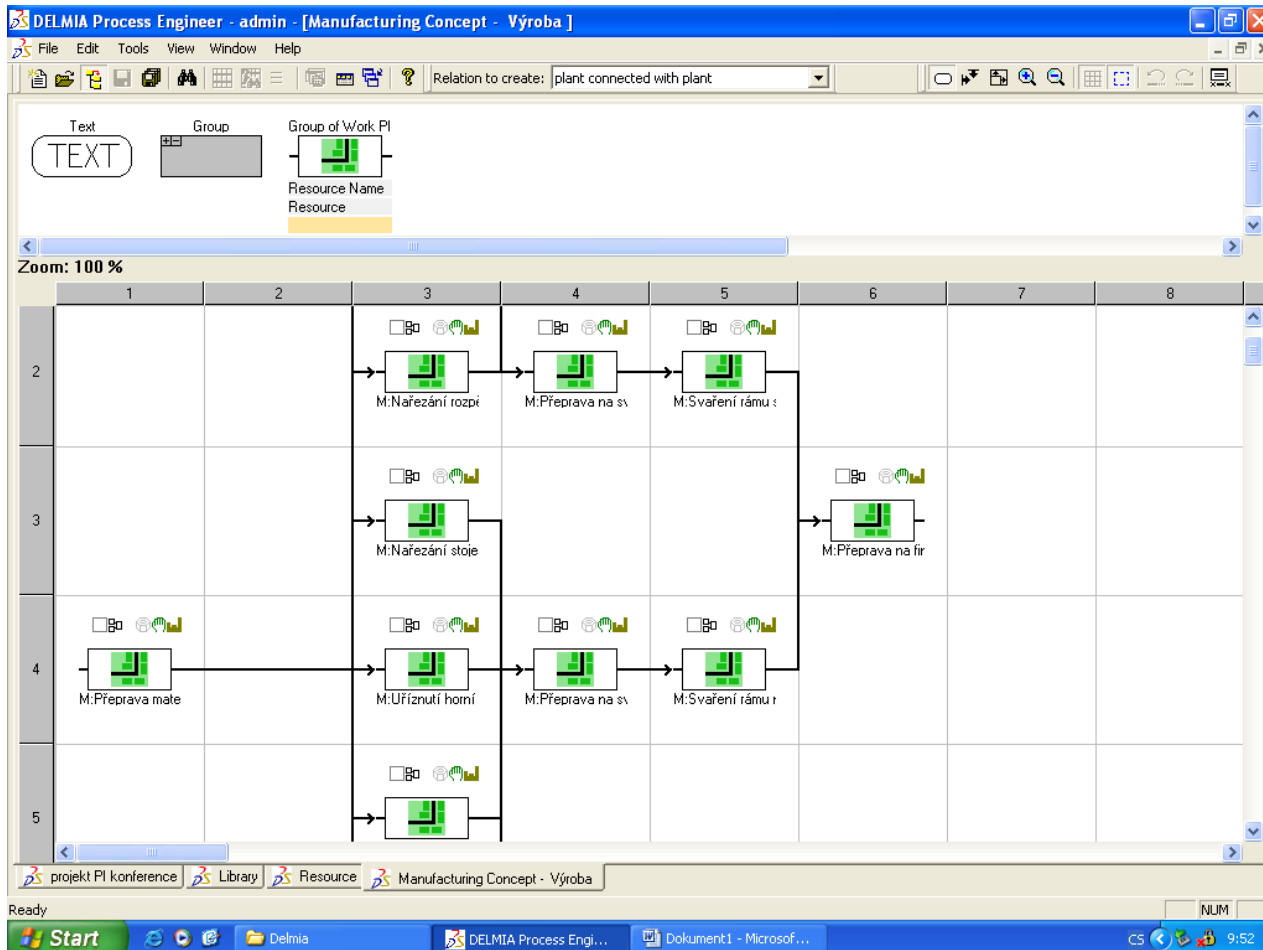 DELMIA Process Engineer - admin - [Manufacturing Concept - Výroba ]
File Edit Tools View Window Help
Relation to create: plant connected with plant
Text Group Group of Work Pl
TEXT
Resource Name
Resource
Zoom: 100 %
1 2 3 4 5 6 7 8
2
M:Nařezání rozpě M:Přeprava na sv M:Svaření rámu s
3
M:Nařezání stoje M:Přeprava na fir
4
M:Přeprava mate M:Uříznutí horní M:Přeprava na sv M:Svaření rámu r
5
projekt PI konference Library Resource Manufacturing Concept - Výroba
Ready NUM
Start Delmia DELMIA Process Engi... Dokument1 - Microsof... CS 9:52